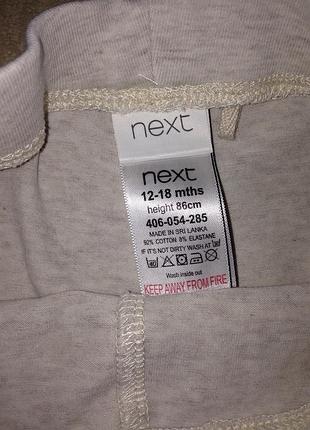 next
next
12-18 mths
height 86cm
406-054-285
MADE IN SRI LANKA
92% COTTON 8% ELASTANE
IF IT'S NOT DIRTY WASH AT
Wash inside out
KEEP AWAY FROM FIRE